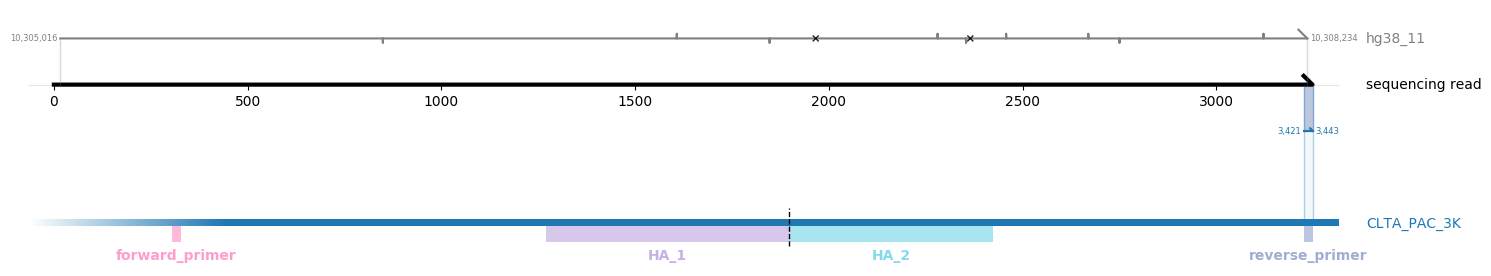 10,305,016
10,308,234
hg38_11
sequencing read
0
500
1000
1500
2000
2500
3000
3,421
3,443
CLTA_PAC_3K
forward_primer
HA_1
HA_2
reverse_primer